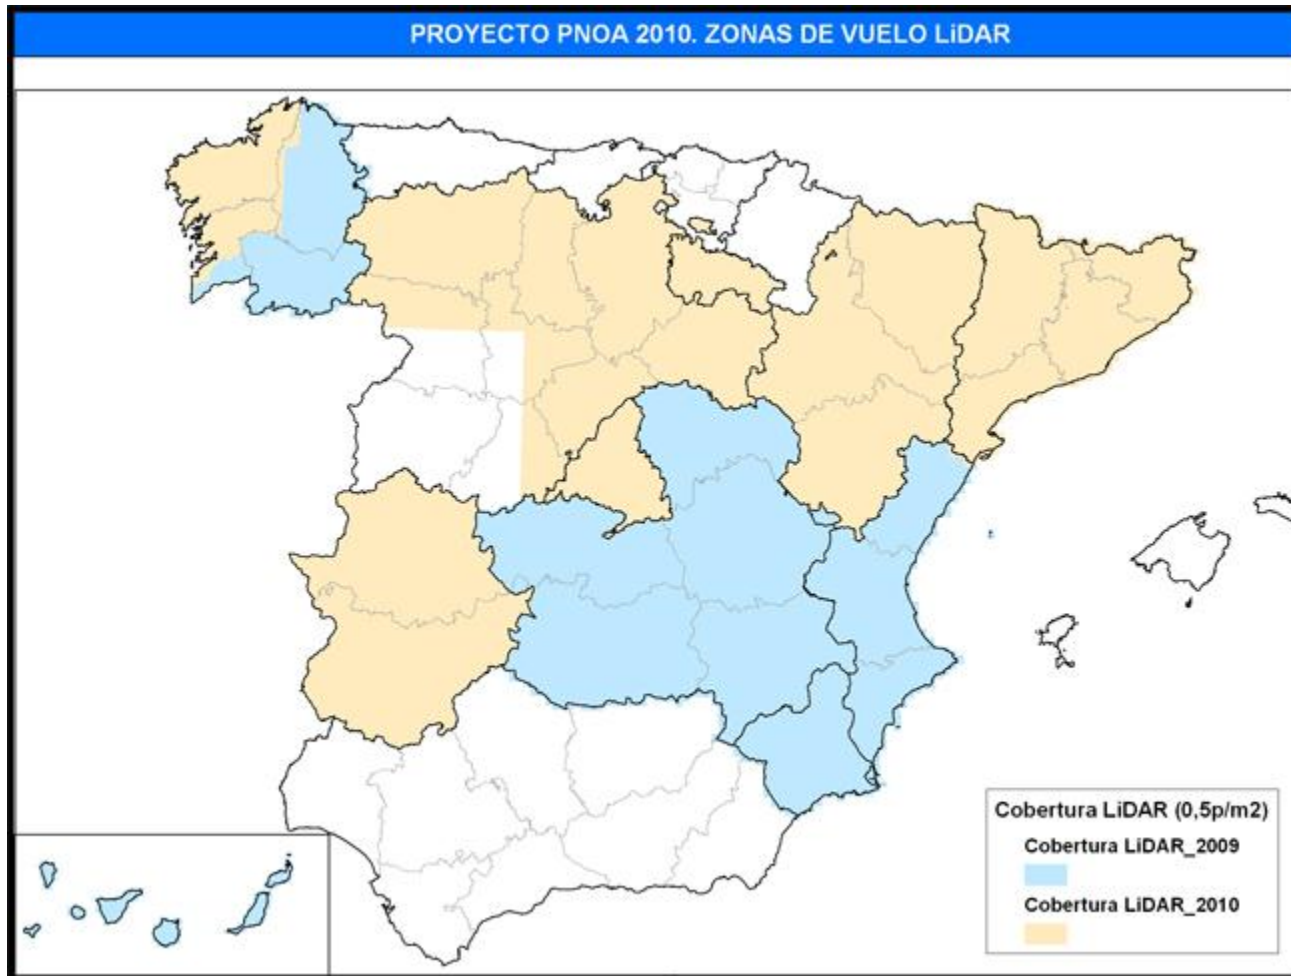 PROYECTO PNOA 2010. ZONAS DE VUELO LiDAR
Cobertura LiDAR (0,5p/m2)
Cobertura LiDAR_2009
Cobertura LiDAR_2010